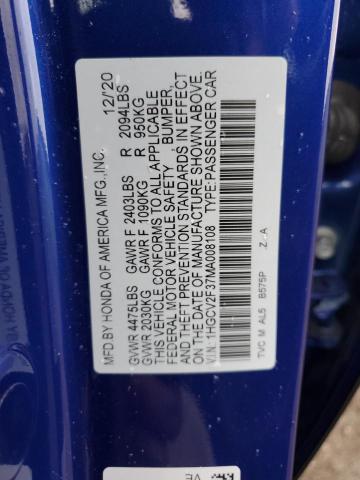 MFD. BY HONDA OF AMERICA MFG.,INC. 12/'20
GVWR 4475LBS GAWR F 2403LBS R 2094LBS
GVWR 2030KG GAWR F 1090KG R 950KG
THIS VEHICLE CONFORMS TO ALL APPLICABLE
FEDERAL MOTOR VEHICLE SAFETY, BUMPER,
AND THEFT PREVENTION STANDARDS IN EFFECT
ON THE DATE OF MANUFACTURE SHOWN ABOVE.
V.I.N.:1HGCV2F37MA008108 TYPE:PASSENGER CAR
TVC M AL5 B575P .Z-.A
VE